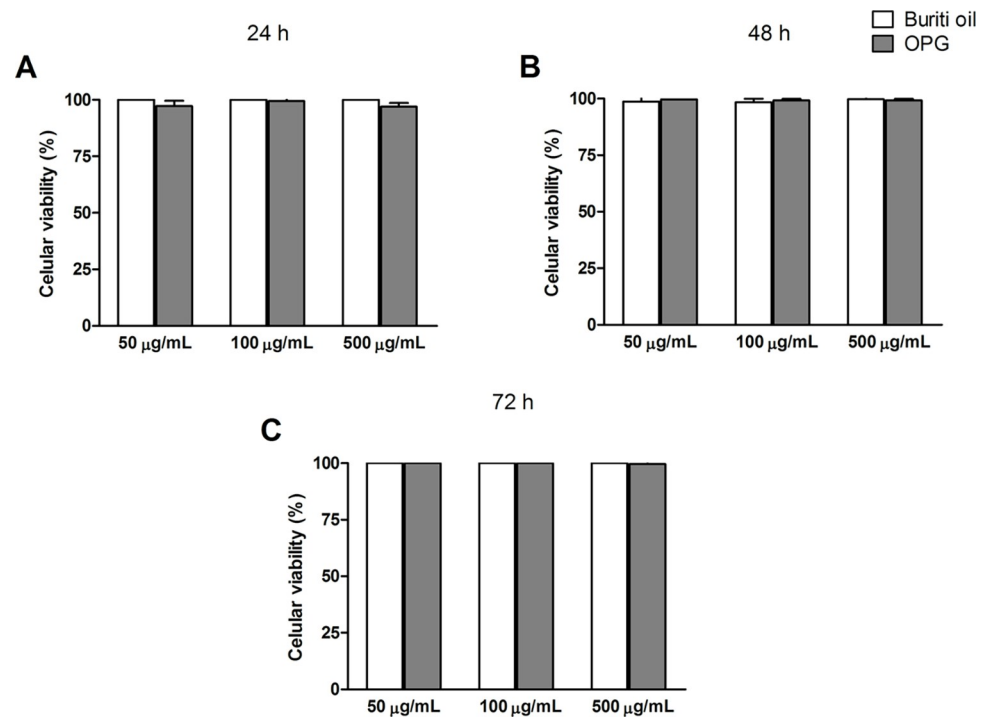 Buriti oil
OPG
24 h
48 h
A
B
Celular viability (%)
100
75
50
25
0
50 µg/mL 100 µg/mL 500 µg/mL
Celular viability (%)
100
75
50
25
0
50 µg/mL 100 µg/mL 500 µg/mL
72 h
C
Celular viability (%)
100
75
50
25
0
50 µg/mL 100 µg/mL 500 µg/mL